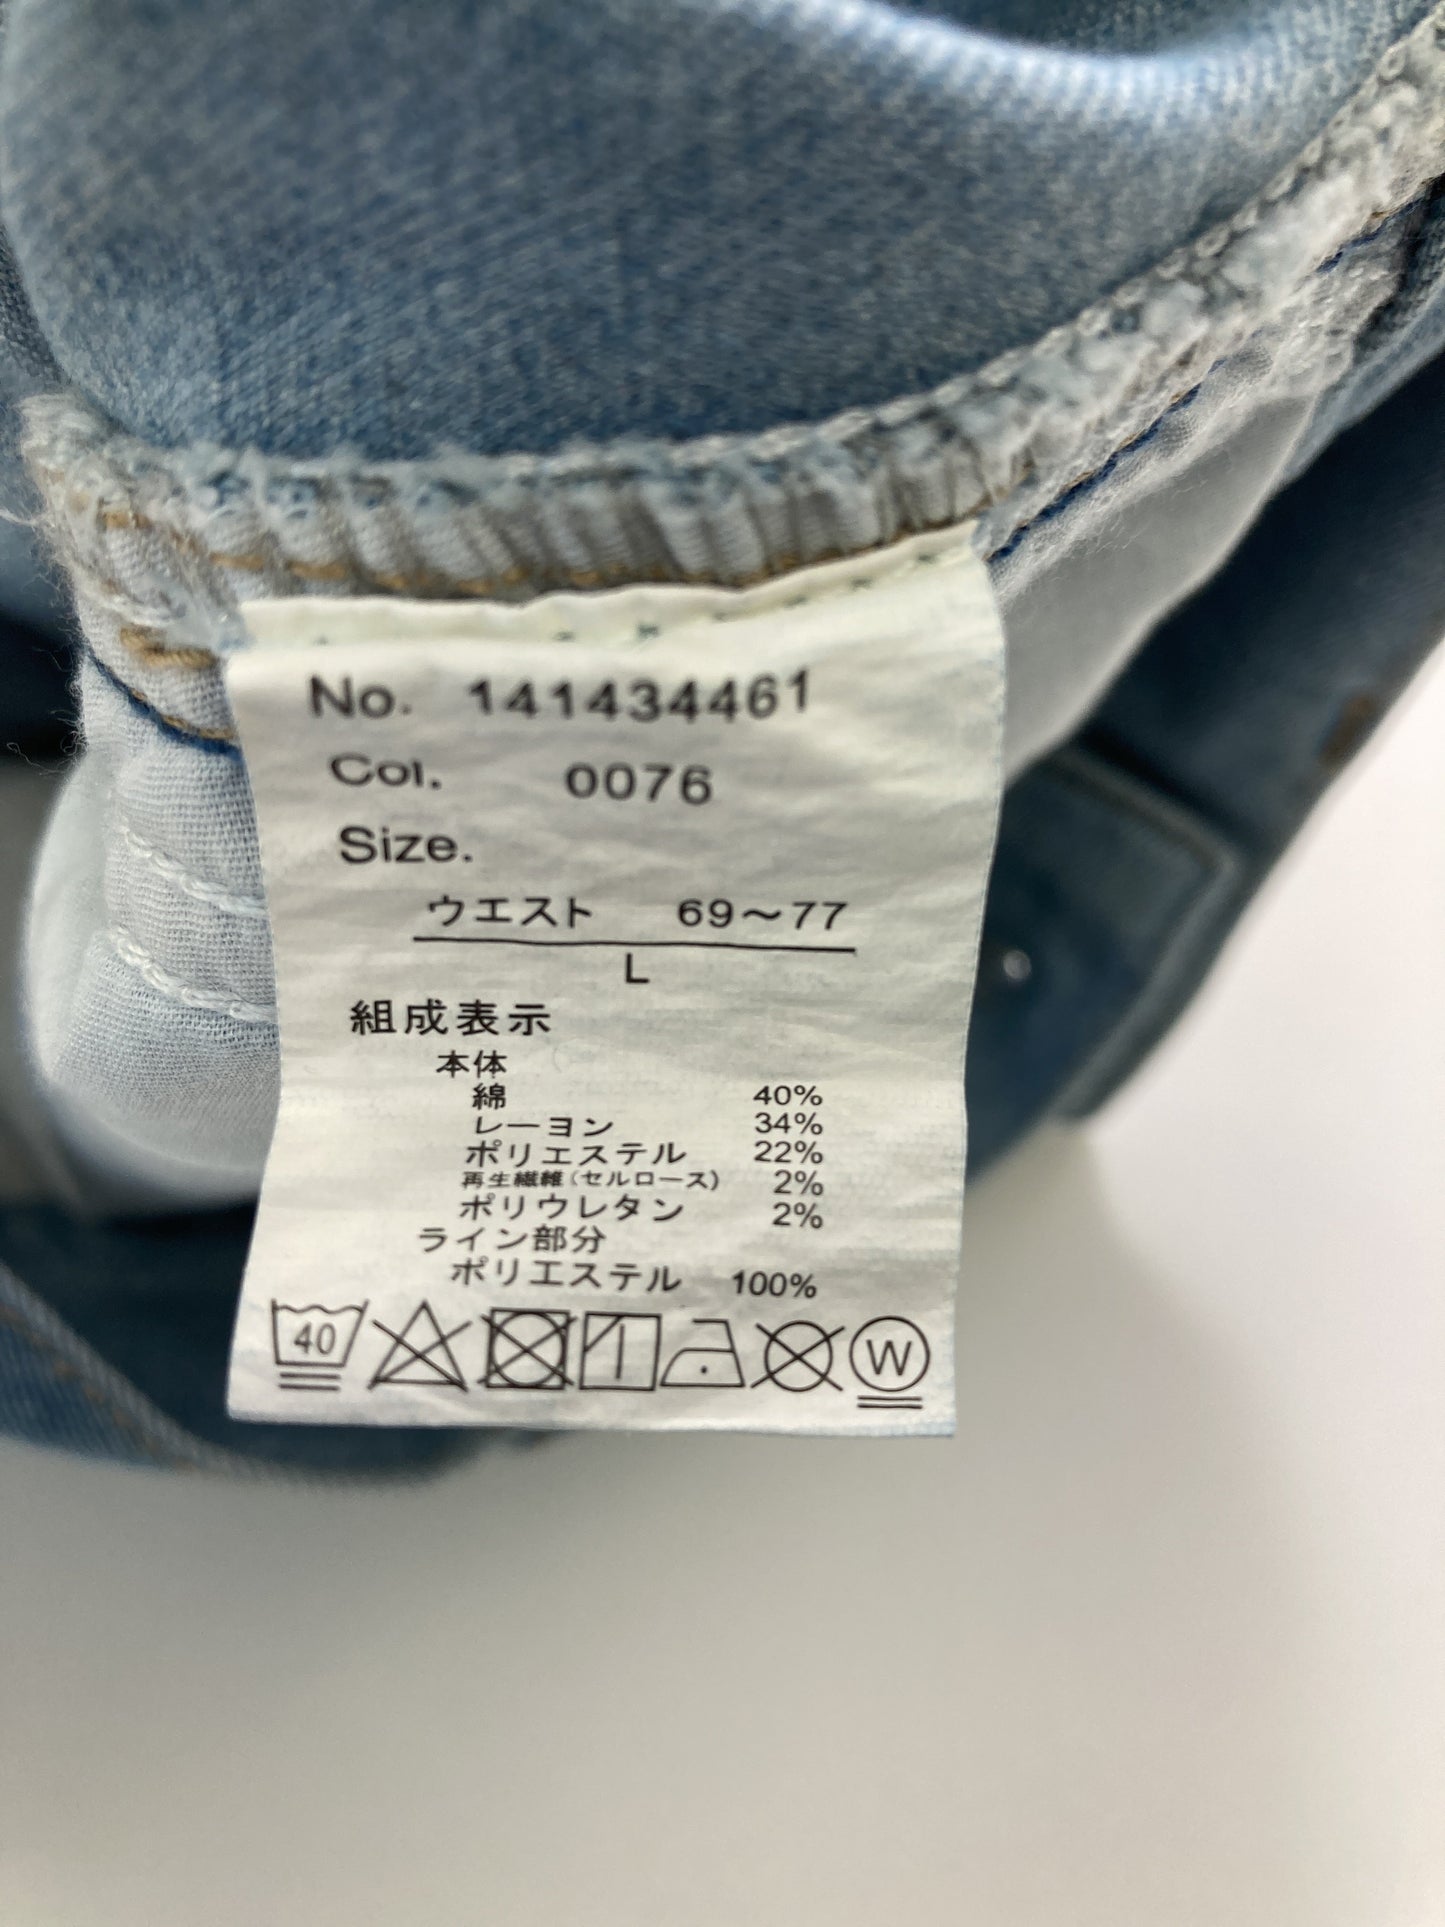 No. 141434461
Col. 0076
Size.
ウエスト 69～77
L
組成表示
本体
綿 40%
レーヨン 34%
ポリエステル 22%
再生繊維(セルロース) 2%
ポリウレタン 2%
ライン部分
ポリエステル 100%
40
W